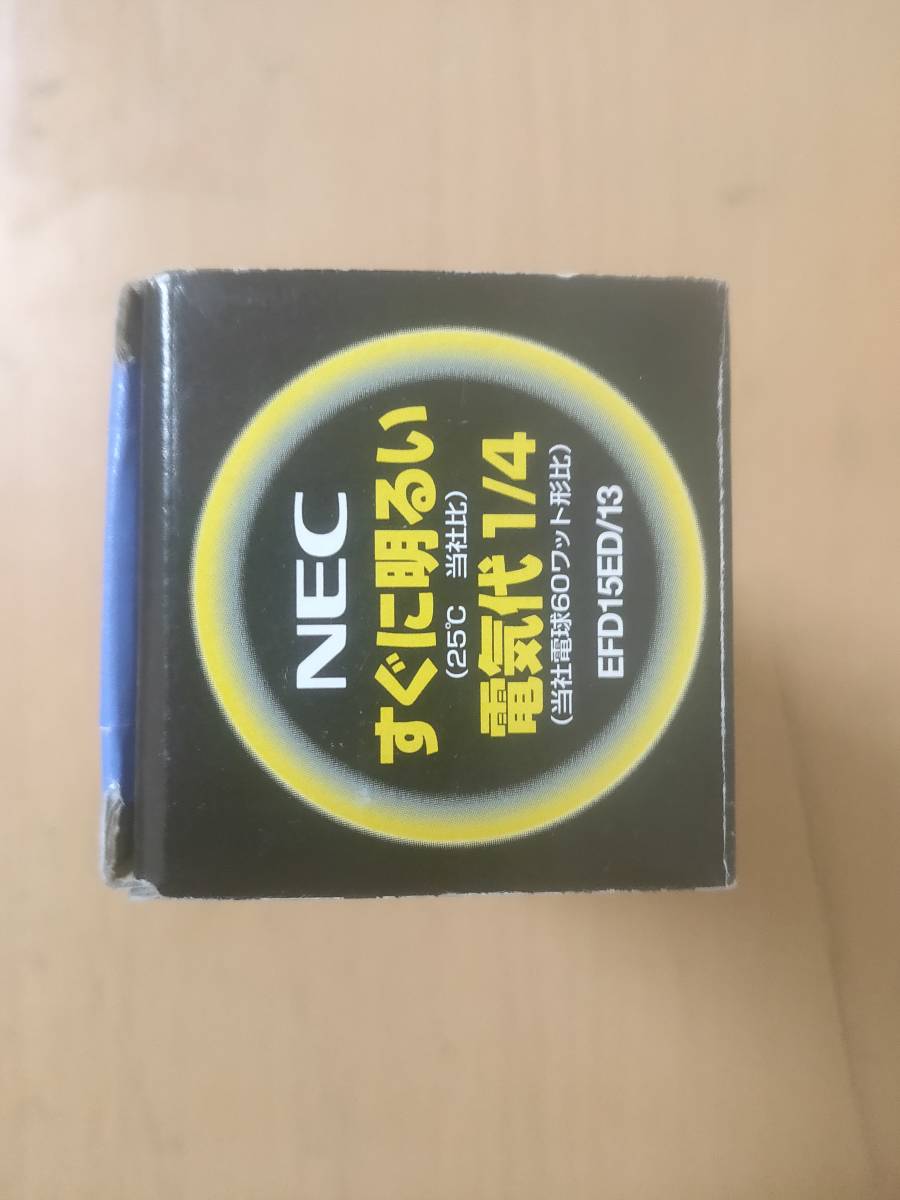 NEC
すぐに明るい
(25℃ 当社比)
電気代1/4
(当社電球60ワット形比)
EFD15ED/13